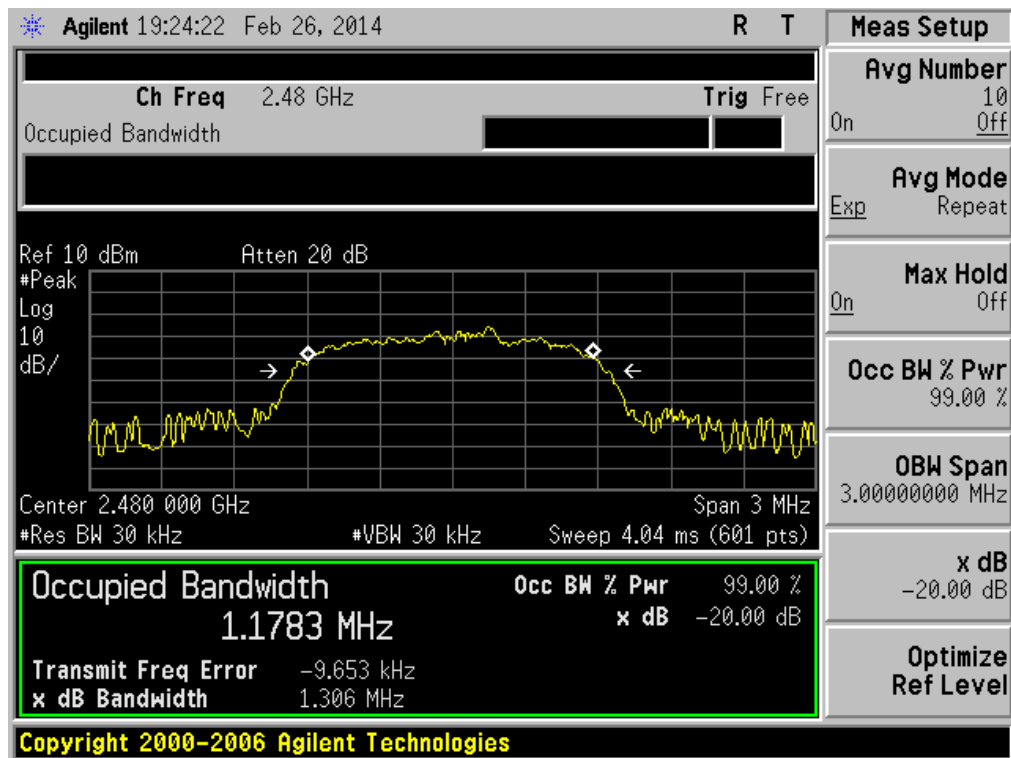 Agilent 19:24:22 Feb 26, 2014 R T
Ch Freq 2.48 GHz Trig Free
Occupied Bandwidth
Ref 10 dBm Atten 20 dB
#Peak
Log
10
dB/
Center 2.480 000 GHz Span 3 MHz
#Res BW 30 kHz #VBW 30 kHz Sweep 4.04 ms (601 pts)
Occupied Bandwidth Occ BW % Pwr 99.00 %
1.1783 MHz x dB -20.00 dB
Transmit Freq Error -9.653 kHz
x dB Bandwidth 1.306 MHz
Copyright 2000-2006 Agilent Technologies
Meas Setup
Avg Number
10
On Off
Avg Mode
Exp Repeat
Max Hold
On Off
Occ BW % Pwr
99.00 %
OBW Span
3.00000000 MHz
x dB
-20.00 dB
Optimize
Ref Level